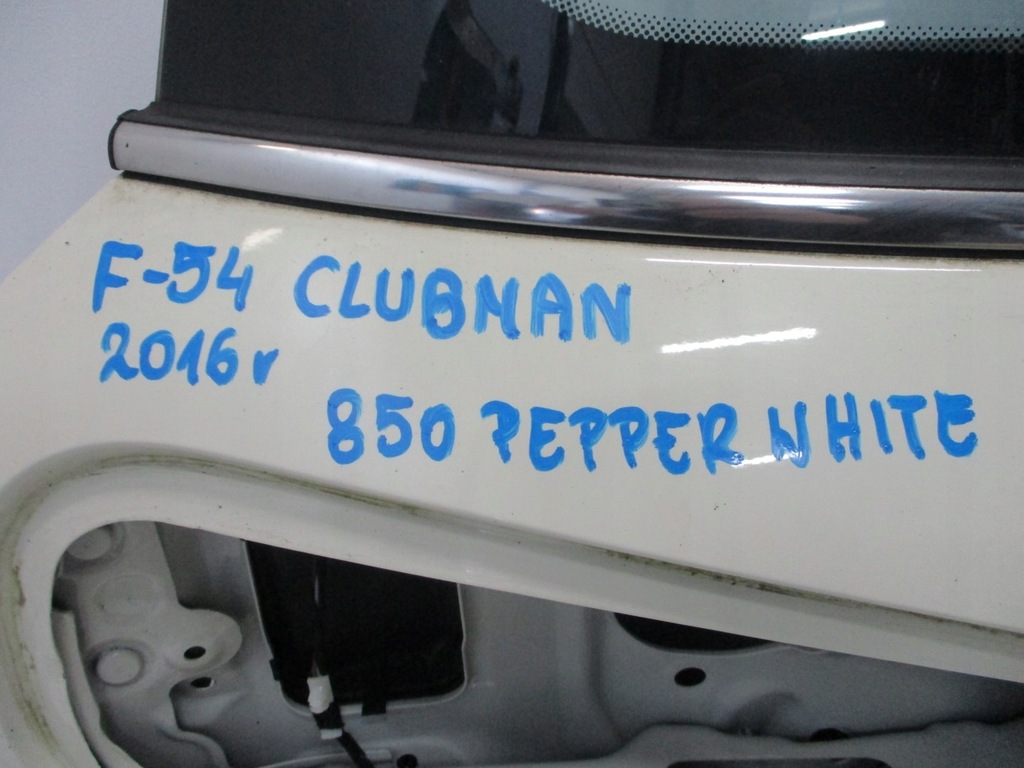 F-54 CLUBMAN
2016r
850 PEPPER WHITE